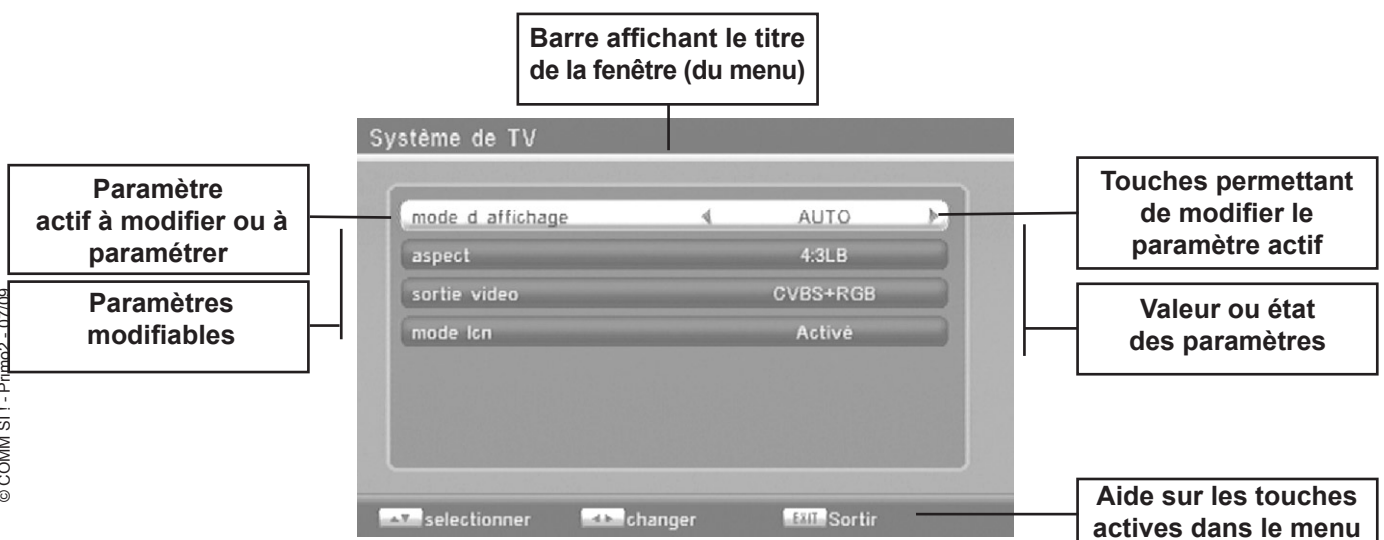 Barre affichant le titre
de la fenêtre (du menu)
Système de TV
Paramètre
actif à modifier ou à
paramétrer
Touches permettant
de modifier le
paramètre actif
mode d affichage AUTO
aspect 4:3LB
sortie video CVBS+RGB
mode lcn Activé
Paramètres
modifiables
Valeur ou état
des paramètres
© COMM SI ! - Primo2 - 07/09
selectionner changer EXIT Sortir
Aide sur les touches
actives dans le menu